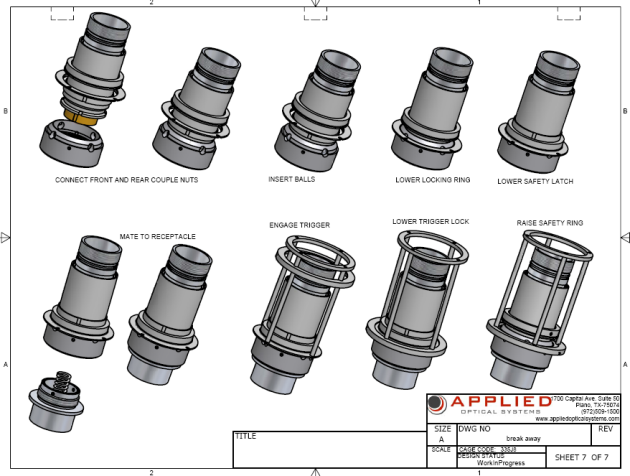 2
1
B
B
CONNECT FRONT AND REAR COUPLE NUTS
INSERT BALLS
LOWER LOCKING RING
LOWER SAFETY LATCH
MATE TO RECEPTACLE
ENGAGE TRIGGER
LOWER TRIGGER LOCK
RAISE SAFETY RING
A
A
APPLIED
OPTICAL SYSTEMS
1700 Capital Ave. Suite 50
Plano, TX-75074
(972)509-1500
www.appliedopticalsystems.com
TITLE
SIZE
A
DWG NO
break away
REV
SCALE
CAGE CODE: 33SJ8
DESIGN STATUS
WorkInProgress
SHEET 7 OF 7
2
1